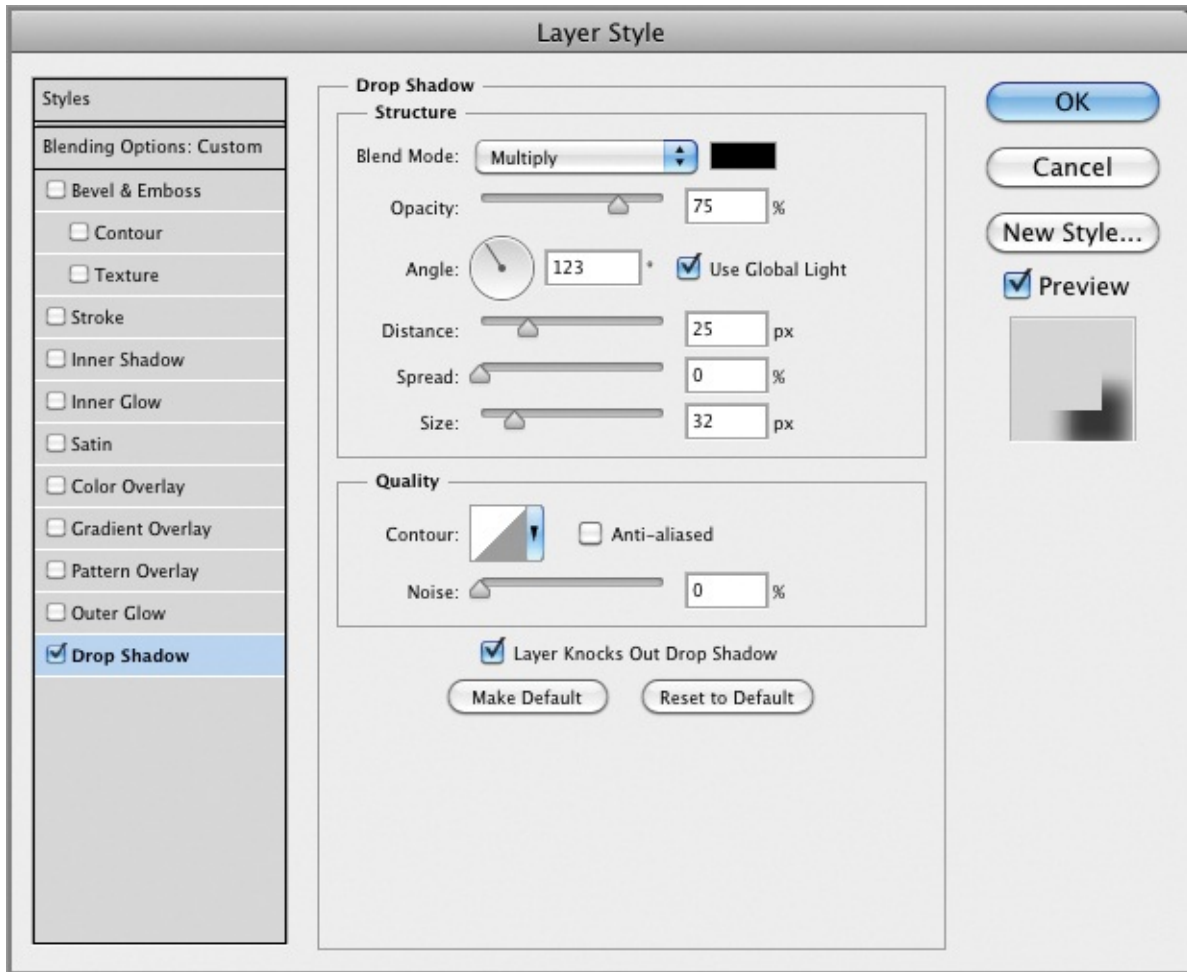 Layer Style
Styles
Blending Options: Custom
Bevel & Emboss
Contour
Texture
Stroke
Inner Shadow
Inner Glow
Satin
Color Overlay
Gradient Overlay
Pattern Overlay
Outer Glow
Drop Shadow
Drop Shadow
Structure
Blend Mode: Multiply
Opacity: 75 %
Angle: 123 ° Use Global Light
Distance: 25 px
Spread: 0 %
Size: 32 px
Quality
Contour: Anti-aliased
Noise: 0 %
Layer Knocks Out Drop Shadow
Make Default Reset to Default
OK
Cancel
New Style...
Preview